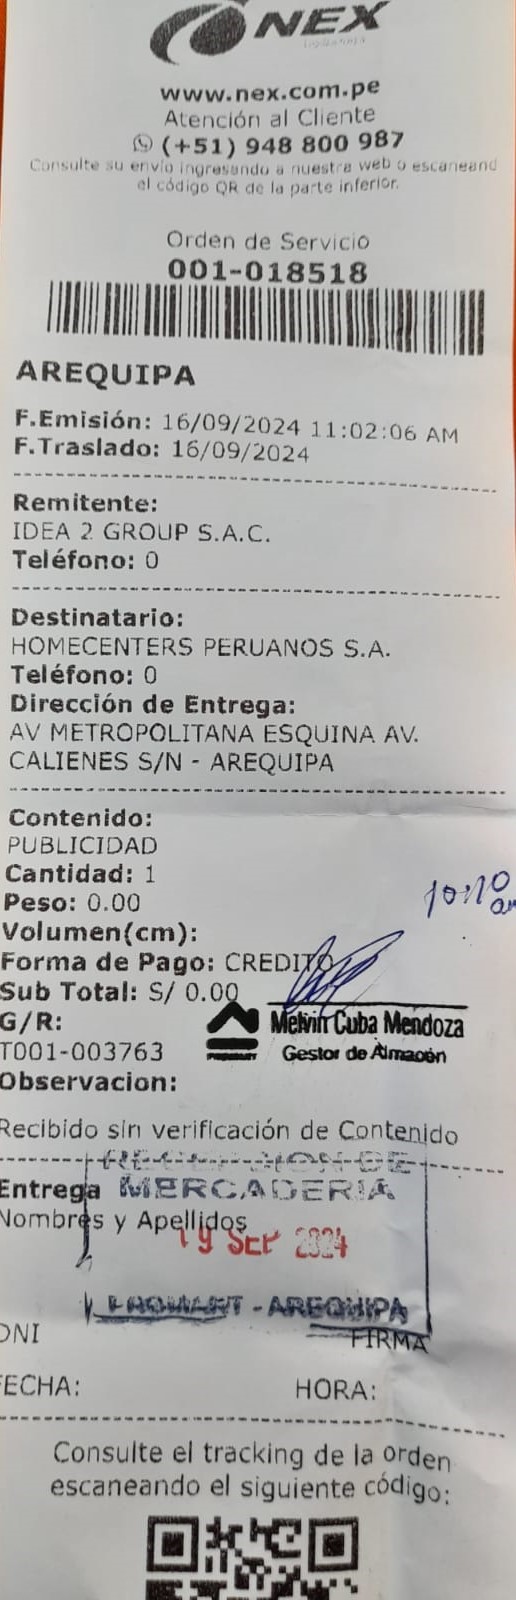 NEX
www.nex.com.pe
Atención al Cliente
(+51) 948 800 987
Consulte su envío ingresando a nuestra web o escaneand
el código QR de la parte inferior.
Orden de Servicio
001-018518
AREQUIPA
F.Emisión: 16/09/2024 11:02:06 AM
F.Traslado: 16/09/2024
Remitente:
IDEA 2 GROUP S.A.C.
Teléfono: 0
Destinatario:
HOMECENTERS PERUANOS S.A.
Teléfono: 0
Dirección de Entrega:
AV METROPOLITANA ESQUINA AV.
CALIENES S/N - AREQUIPA
Contenido:
PUBLICIDAD
Cantidad: 1
10:10
Peso: 0.00
Volumen(cm):
Forma de Pago: CREDITO
Sub Total: S/ 0.00
G/R:
Melvin Cuba Mendoza
T001-003763
Gestor de Almacén
Observacion:
Recibido sin verificación de Contenido
RECEPCION DE
Entrega
MERCADERIA
Nombres y Apellidos
19 SEP 2024
PROMART - AREQUIPA
DNI
FIRMA
FECHA:
HORA:
Consulte el tracking de la orden
escaneando el siguiente código: